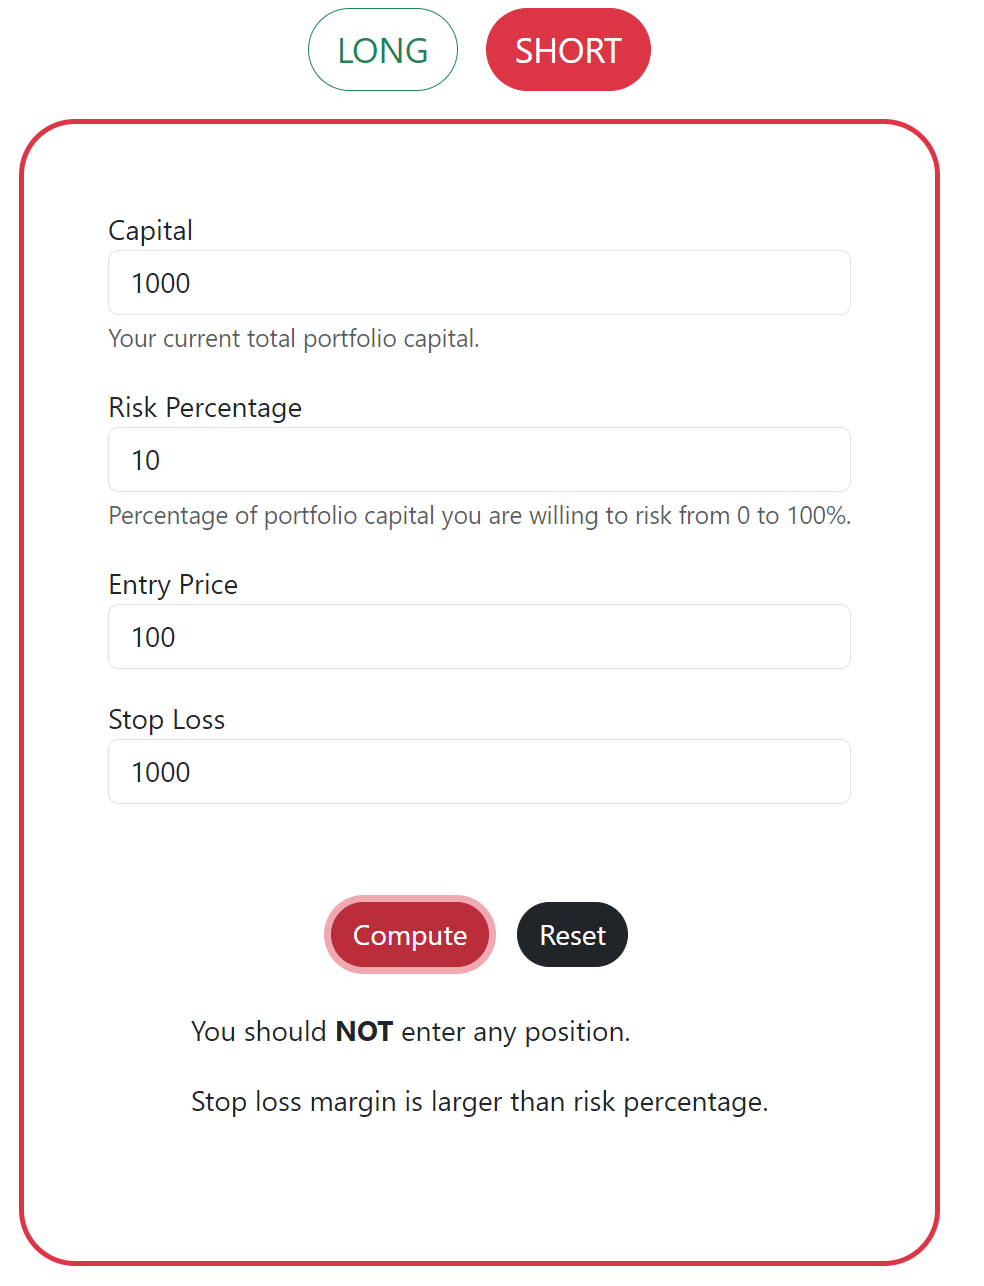 LONG SHORT
Capital
1000
Your current total portfolio capital.
Risk Percentage
10
Percentage of portfolio capital you are willing to risk from 0 to 100%.
Entry Price
100
Stop Loss
1000
Compute Reset
You should NOT enter any position.
Stop loss margin is larger than risk percentage.